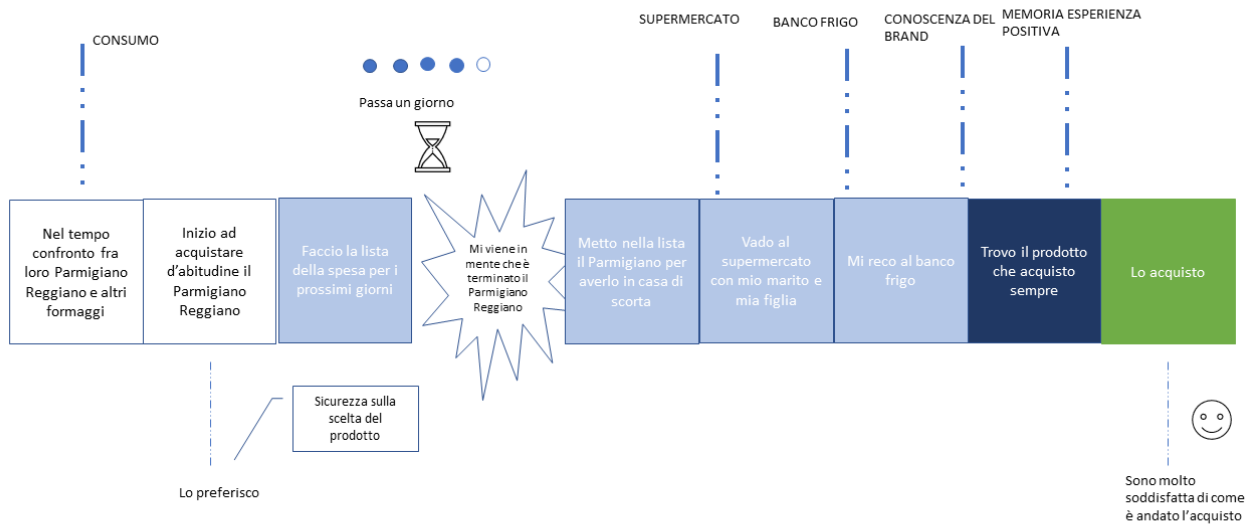 CONSUMO
SUPERMERCATO
BANCO FRIGO
CONOSCENZA DEL
BRAND
MEMORIA ESPERIENZA
POSITIVA
Passa un giorno
Nel tempo
confronto fra
loro Parmigiano
Reggiano e altri
formaggi
Inizio ad
acquistare
d'abitudine il
Parmigiano
Reggiano
Faccio la lista
della spesa per i
prossimi giorni
Mi viene in
mente che è
terminato il
Parmigiano
Reggiano
Metto nella lista
il Parmigiano per
averlo in casa di
scorta
Vado al
supermercato
con mio marito e
mia figlia
Mi reco al banco
frigo
Trovo il prodotto
che acquisto
sempre
Lo acquisto
Sicurezza sulla
scelta del
prodotto
Lo preferisco
Sono molto
soddisfatta di come
è andato l'acquisto